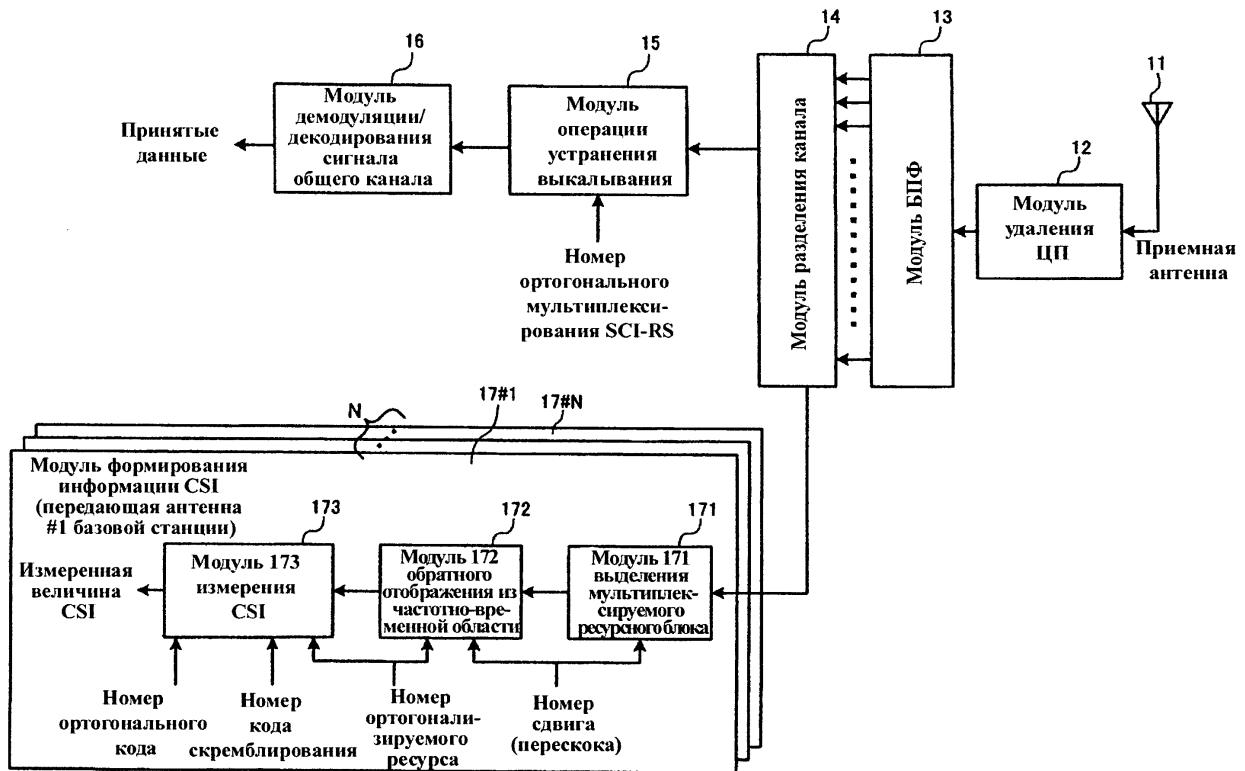 16
Модуль
демодуляции/
декодирования
сигнала
общего канала
Принятые
данные
15
Модуль
операции
устранения
выкалывания
Номер
ортогонального
мультиплекси-
рования SCI-RS
14
Модуль разделения канала
13
Модуль БПФ
12
Модуль
удаления
ЦП
11
Приемная
антенна
N
17#1
17#N
Модуль формирования
информации CSI
(передающая антенна
#1 базовой станции)
173
Модуль 173
измерения
CSI
Измеренная
величина
CSI
172
Модуль 172
обратного
отображения из
частотно-вре-
менной области
171
Модуль 171
выделения
мультиплек-
сируемого
ресурсного блока
Номер
ортогонального
кода
Номер
кода
скремблирования
Номер
ортогонали-
зируемого
ресурса
Номер
сдвига
(перескока)